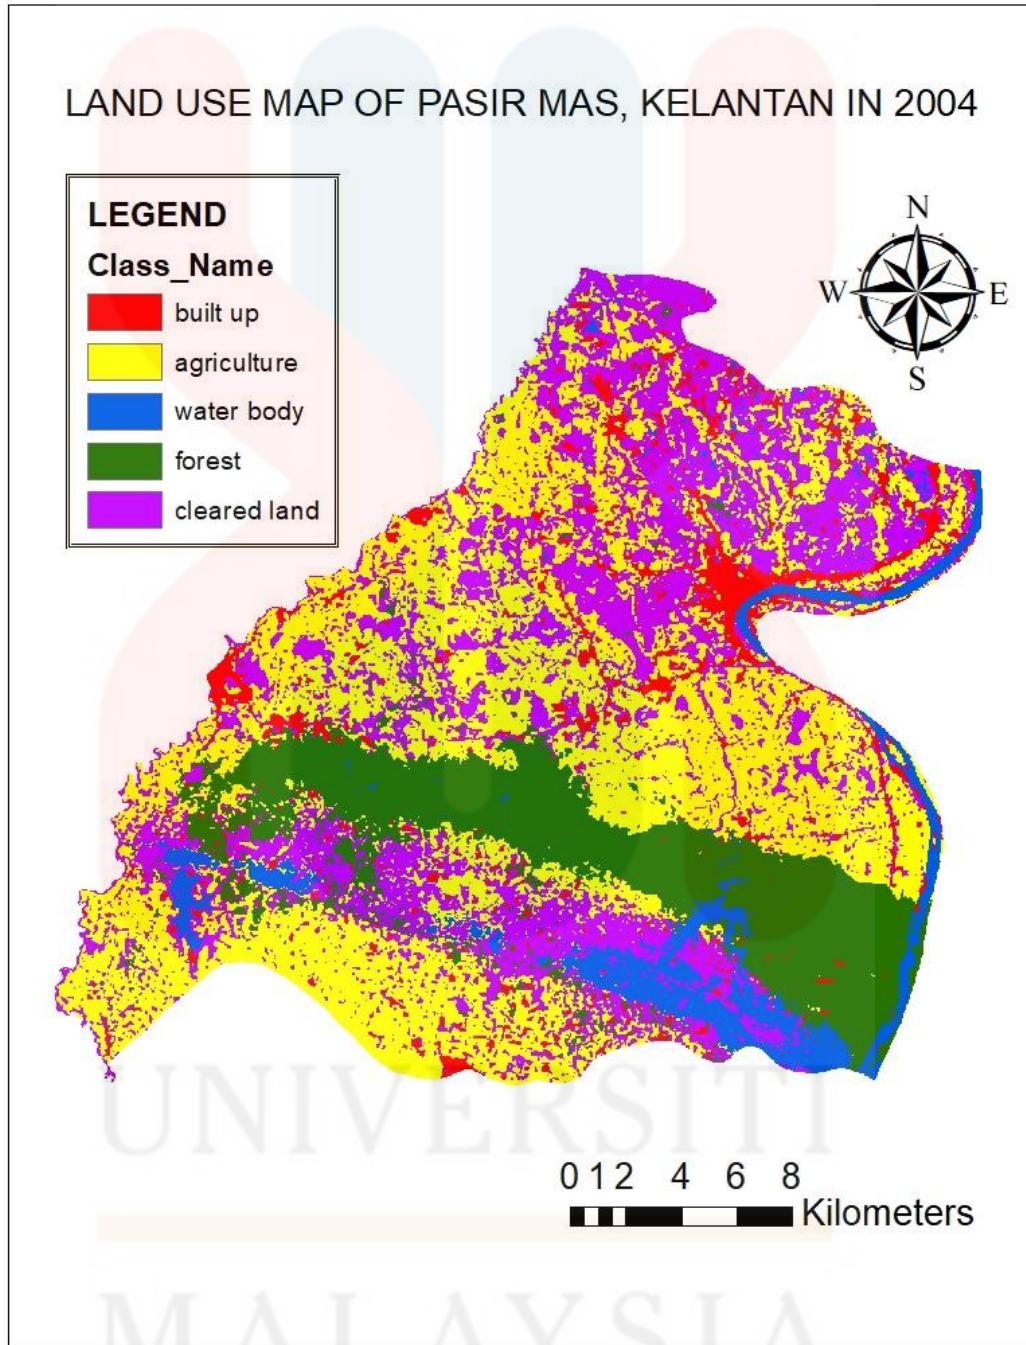 LAND USE MAP OF PASIR MAS, KELANTAN IN 2004
LEGEND
Class_Name
built up
agriculture
water body
forest
cleared land
N
W E
S
0 1 2 4 6 8
Kilometers
UNIVERSITI
MALAYSIA